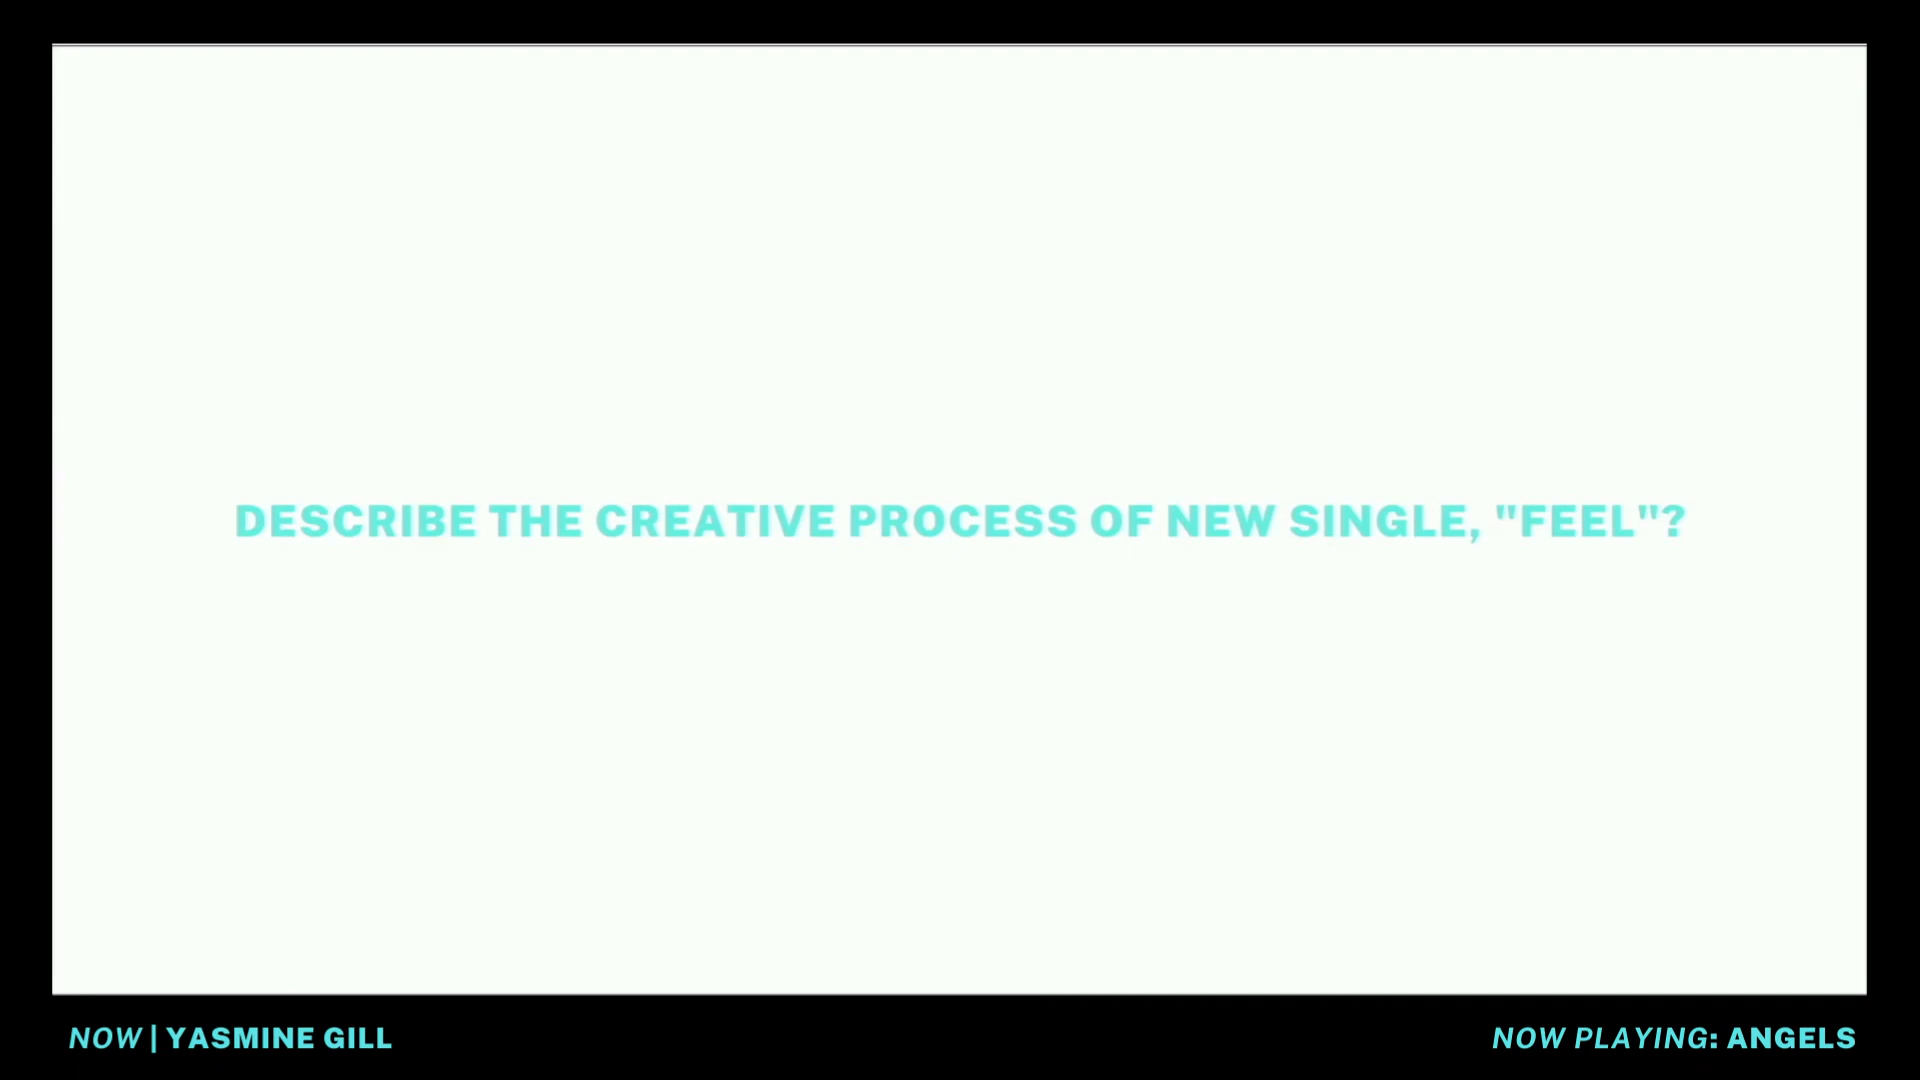 DESCRIBE THE CREATIVE PROCESS OF NEW SINGLE, "FEEL"?
NOW | YASMINE GILL
NOW PLAYING: ANGELS